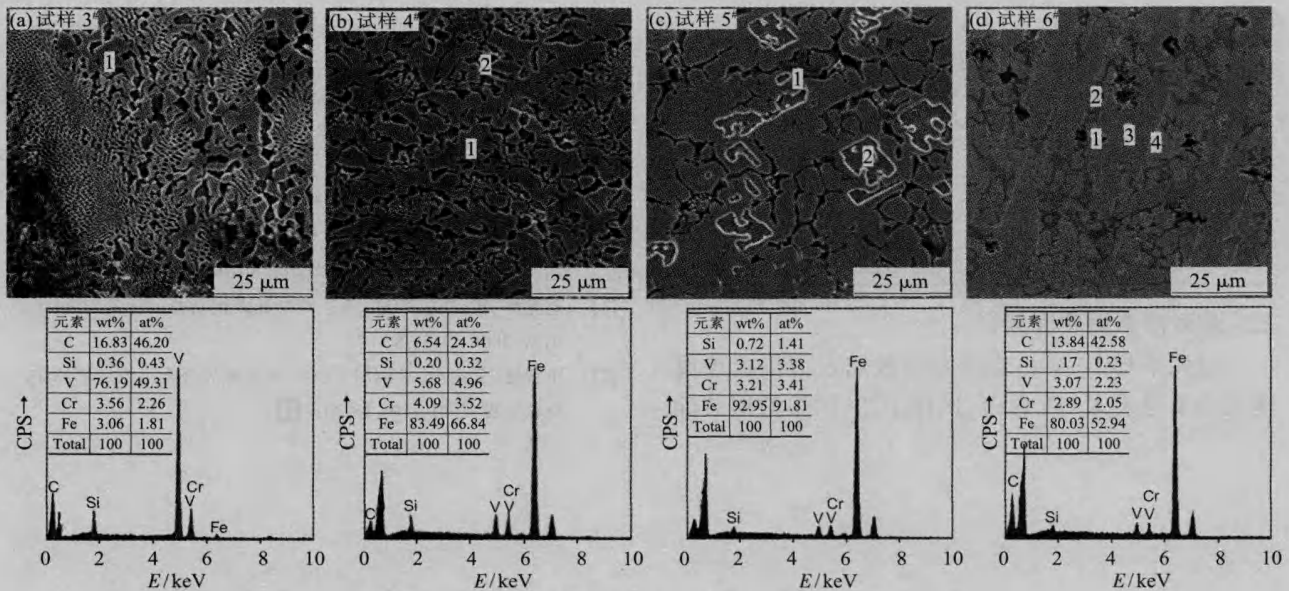 (a)试样 3#
1
25 μm
(b)试样 4#
2
1
25 μm
(c)试样 5#
1
2
25 μm
(d)试样 6#
2
1 3 4
25 μm
元素 wt% at%
C 16.83 46.20
Si 0.36 0.43
V 76.19 49.31
Cr 3.56 2.26
Fe 3.06 1.81
Total 100 100
CPS→
C
Si
V
Cr
V
Fe
0 2 4 6 8 10
E/keV
元素 wt% at%
C 6.54 24.34
Si 0.20 0.32
V 5.68 4.96
Cr 4.09 3.52
Fe 83.49 66.84
Total 100 100
CPS→
C
Si
V
Cr
V
Fe
0 2 4 6 8 10
E/keV
元素 wt% at%
Si 0.72 1.41
V 3.12 3.38
Cr 3.21 3.41
Fe 92.95 91.81
Total 100 100
CPS→
Si
V
Cr
V
Fe
0 2 4 6 8 10
E/keV
元素 wt% at%
C 13.84 42.58
Si .17 0.23
V 3.07 2.23
Cr 2.89 2.05
Fe 80.03 52.94
Total 100 100
CPS→
C
Si
V
Cr
V
Fe
0 2 4 6 8 10
E/keV